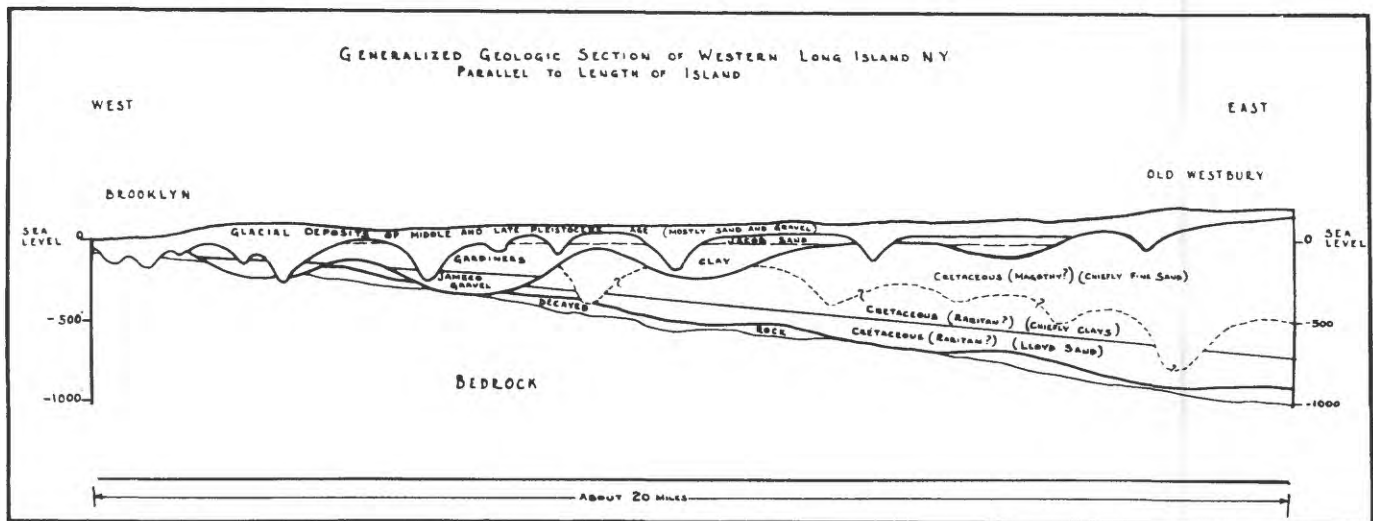 GENERALIZED GEOLOGIC SECTION OF WESTERN LONG ISLAND NY
PARALLEL TO LENGTH OF ISLAND
WEST
EAST
BROOKLYN
OLD WESTBURY
SEA LEVEL
0
-500
-1000
GLACIAL DEPOSITS OF MIDDLE AND LATE PLEISTOCENE AGE (MOSTLY SAND AND GRAVEL)
JACOB SAND
GARDINERS CLAY
JAMECO GRAVEL
CRETACEOUS (MAGOTHY?) (CHIEFLY FINE SAND)
?
?
?
?
?
CRETACEOUS (RARITAN?) (CHIEFLY CLAYS)
CRETACEOUS (RARITAN?) (LLOYD SAND)
DECAYED ROCK
BEDROCK
0 SEA LEVEL
-500
-1000
ABOUT 20 MILES